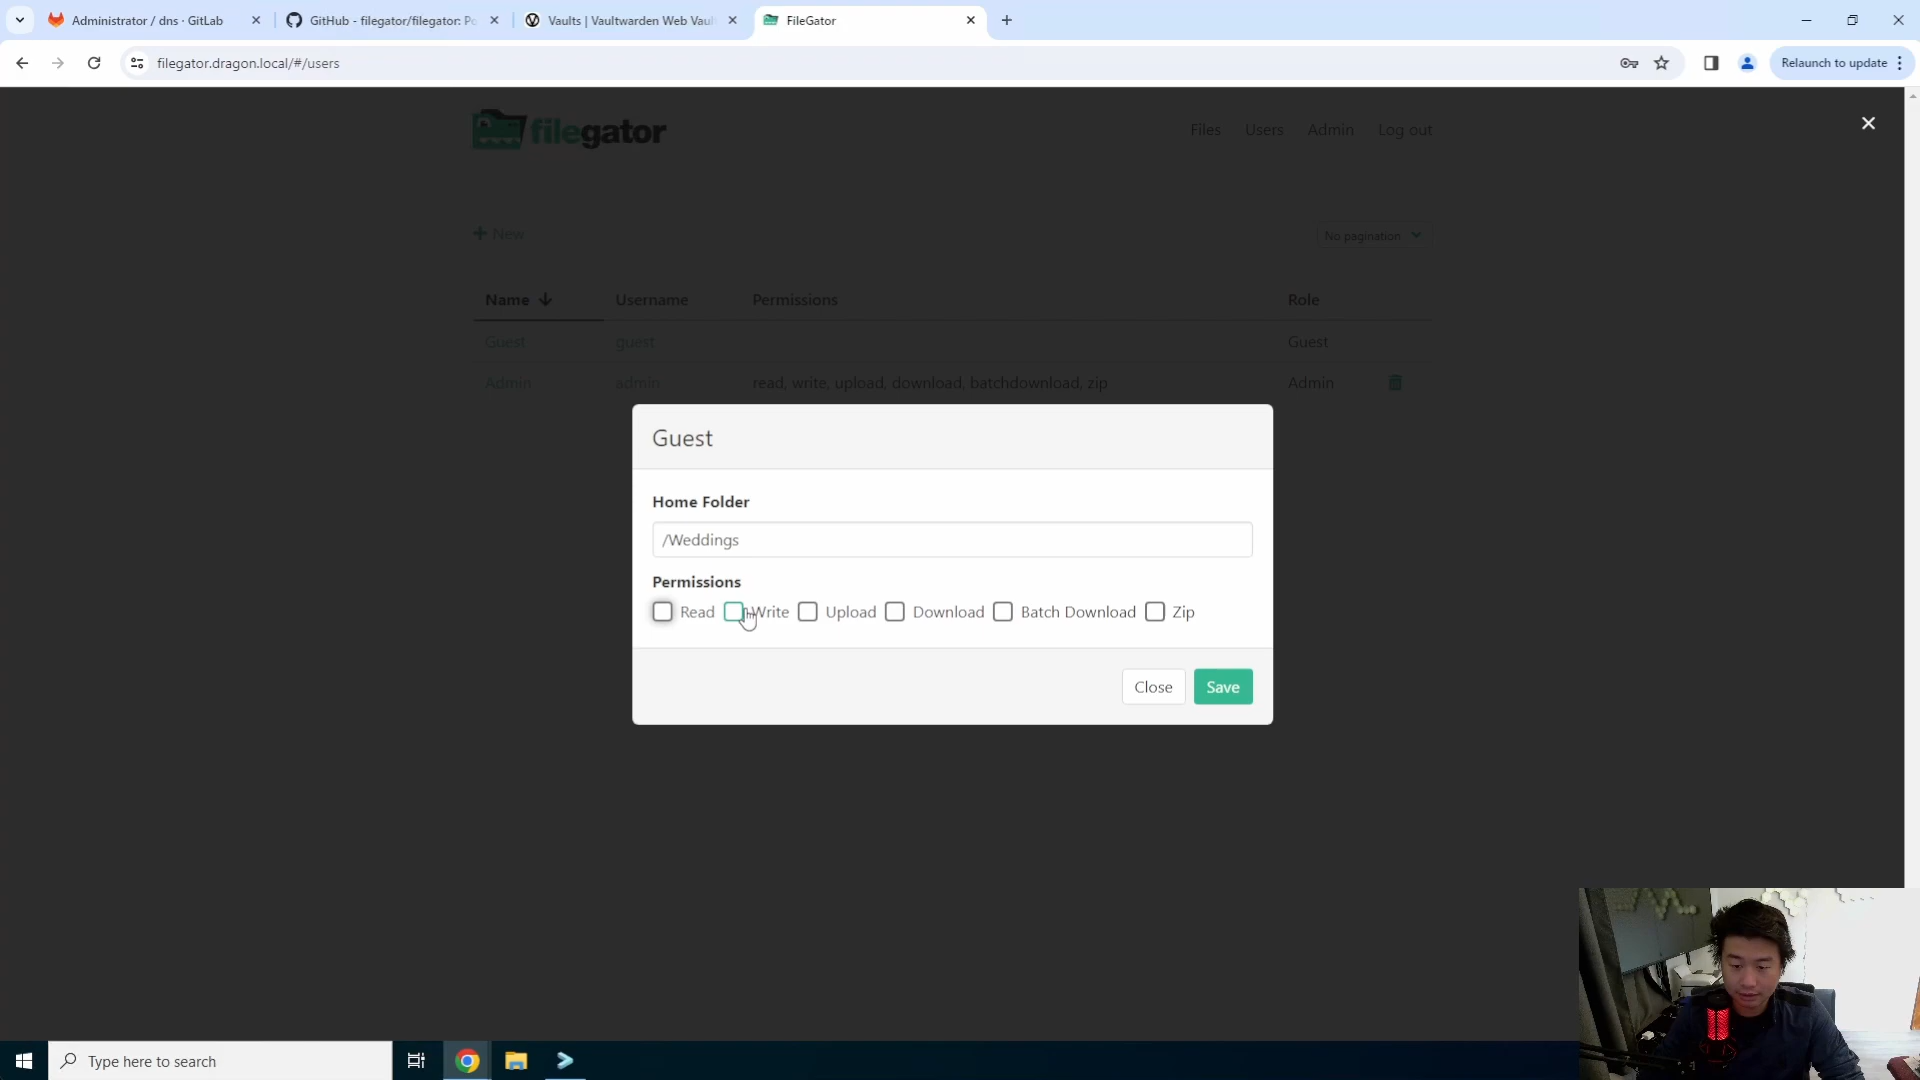 Administrator / dns · GitLab
GitHub - filegator/filegator: Po
Vaults | Vaultwarden Web Vaul
FileGator
filegator.dragon.local/#/users
Relaunch to update
filegator
Files Users Admin Log out
New
No pagination
Name Username Permissions Role
Guest guest Guest
Admin admin read, write, upload, download, batchdownload, zip Admin
Guest
Home Folder
/Weddings
Permissions
Read Write Upload Download Batch Download Zip
Close Save
Type here to search